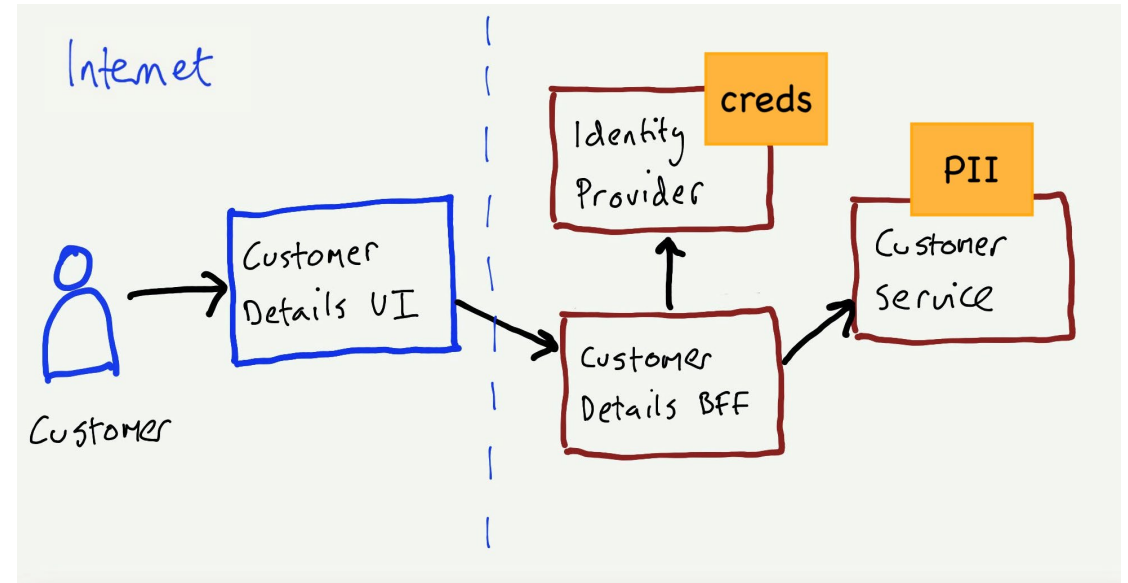 Internet
creds
Identity
Provider
PII
Customer
Service
Customer
Details UI
Customer
Details BFF
Customer